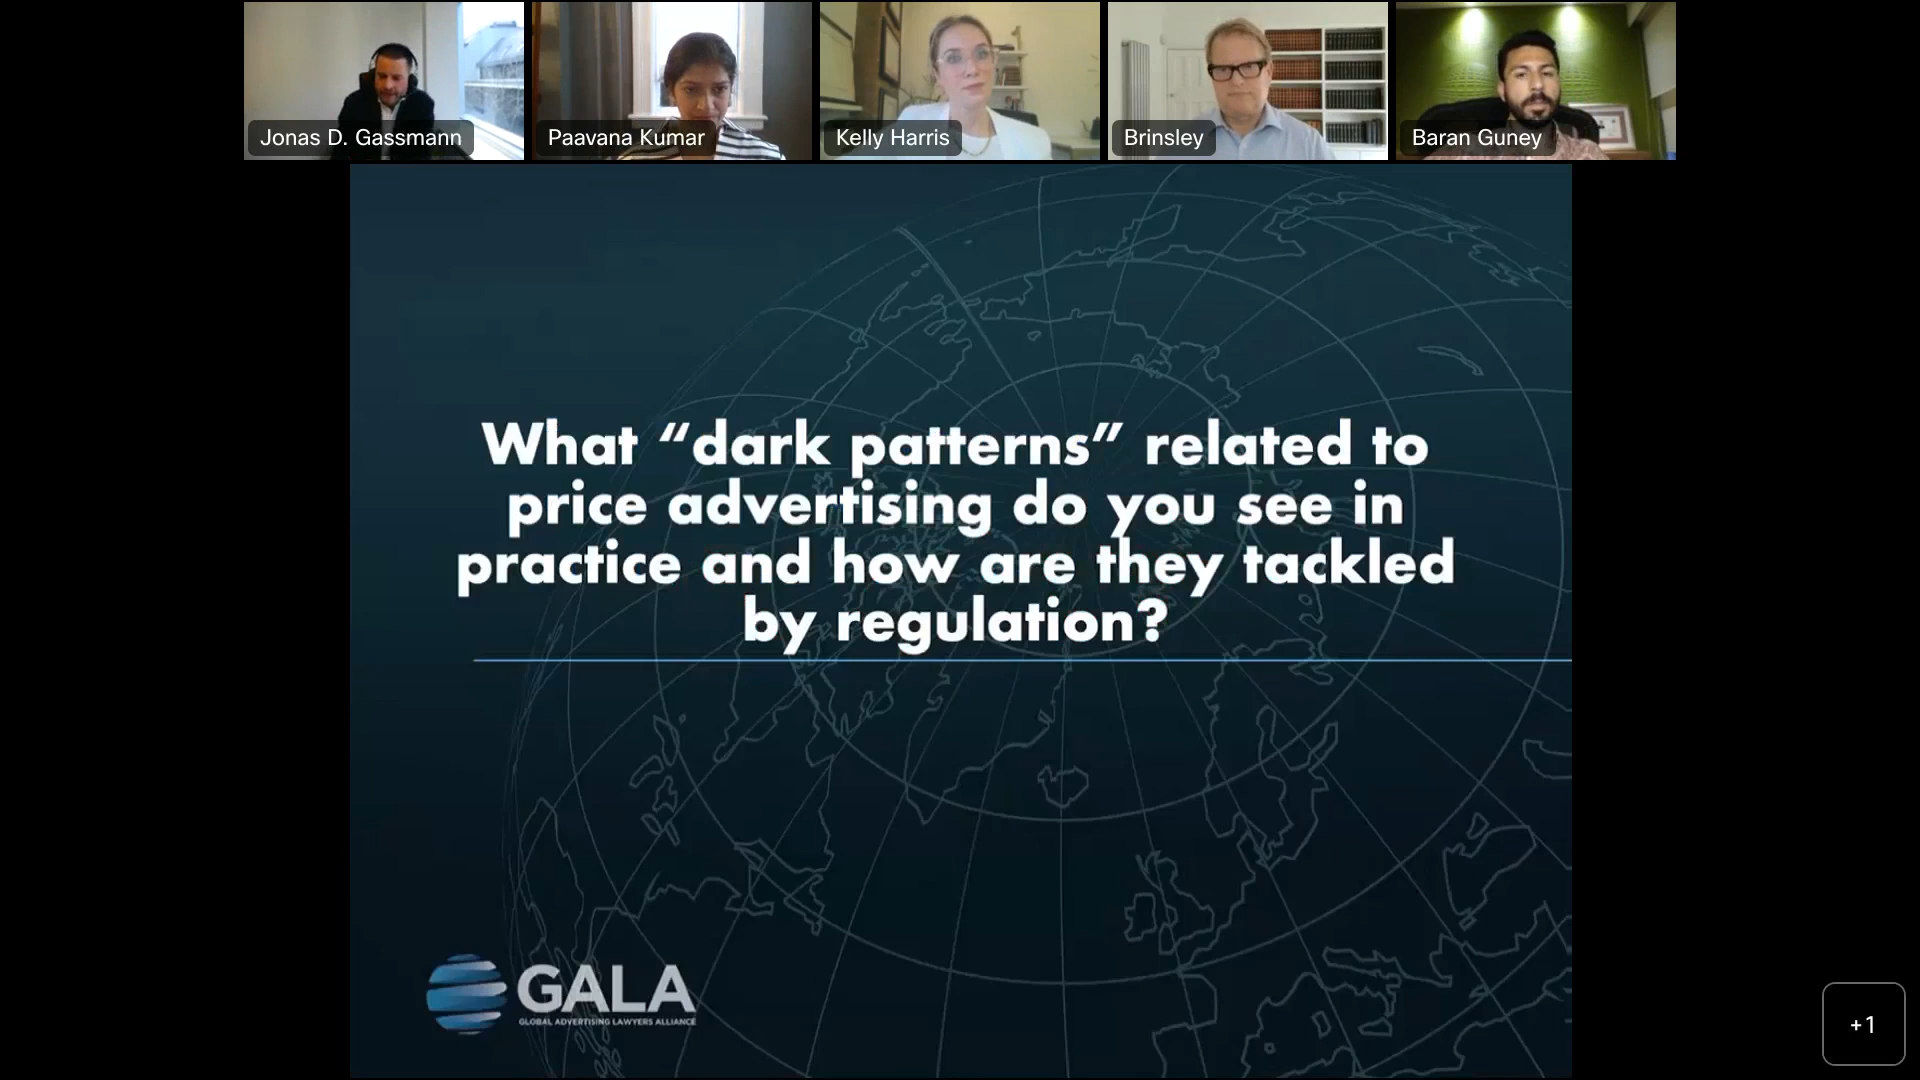 Jonas D. Gassmann
Paavana Kumar
Kelly Harris
Brinsley
Baran Guney
What “dark patterns” related to
price advertising do you see in
practice and how are they tackled
by regulation?
GALA
GLOBAL ADVERTISING LAWYERS ALLIANCE
+1